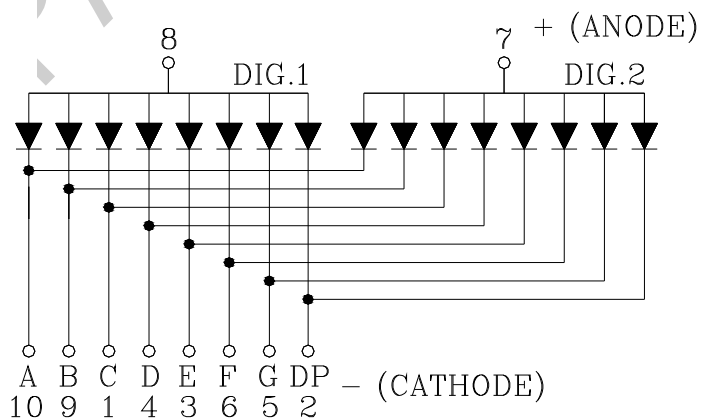 8
7 + (ANODE)
DIG.1
DIG.2
A B C D E F G DP - (CATHODE)
10 9 1 4 3 6 5 2